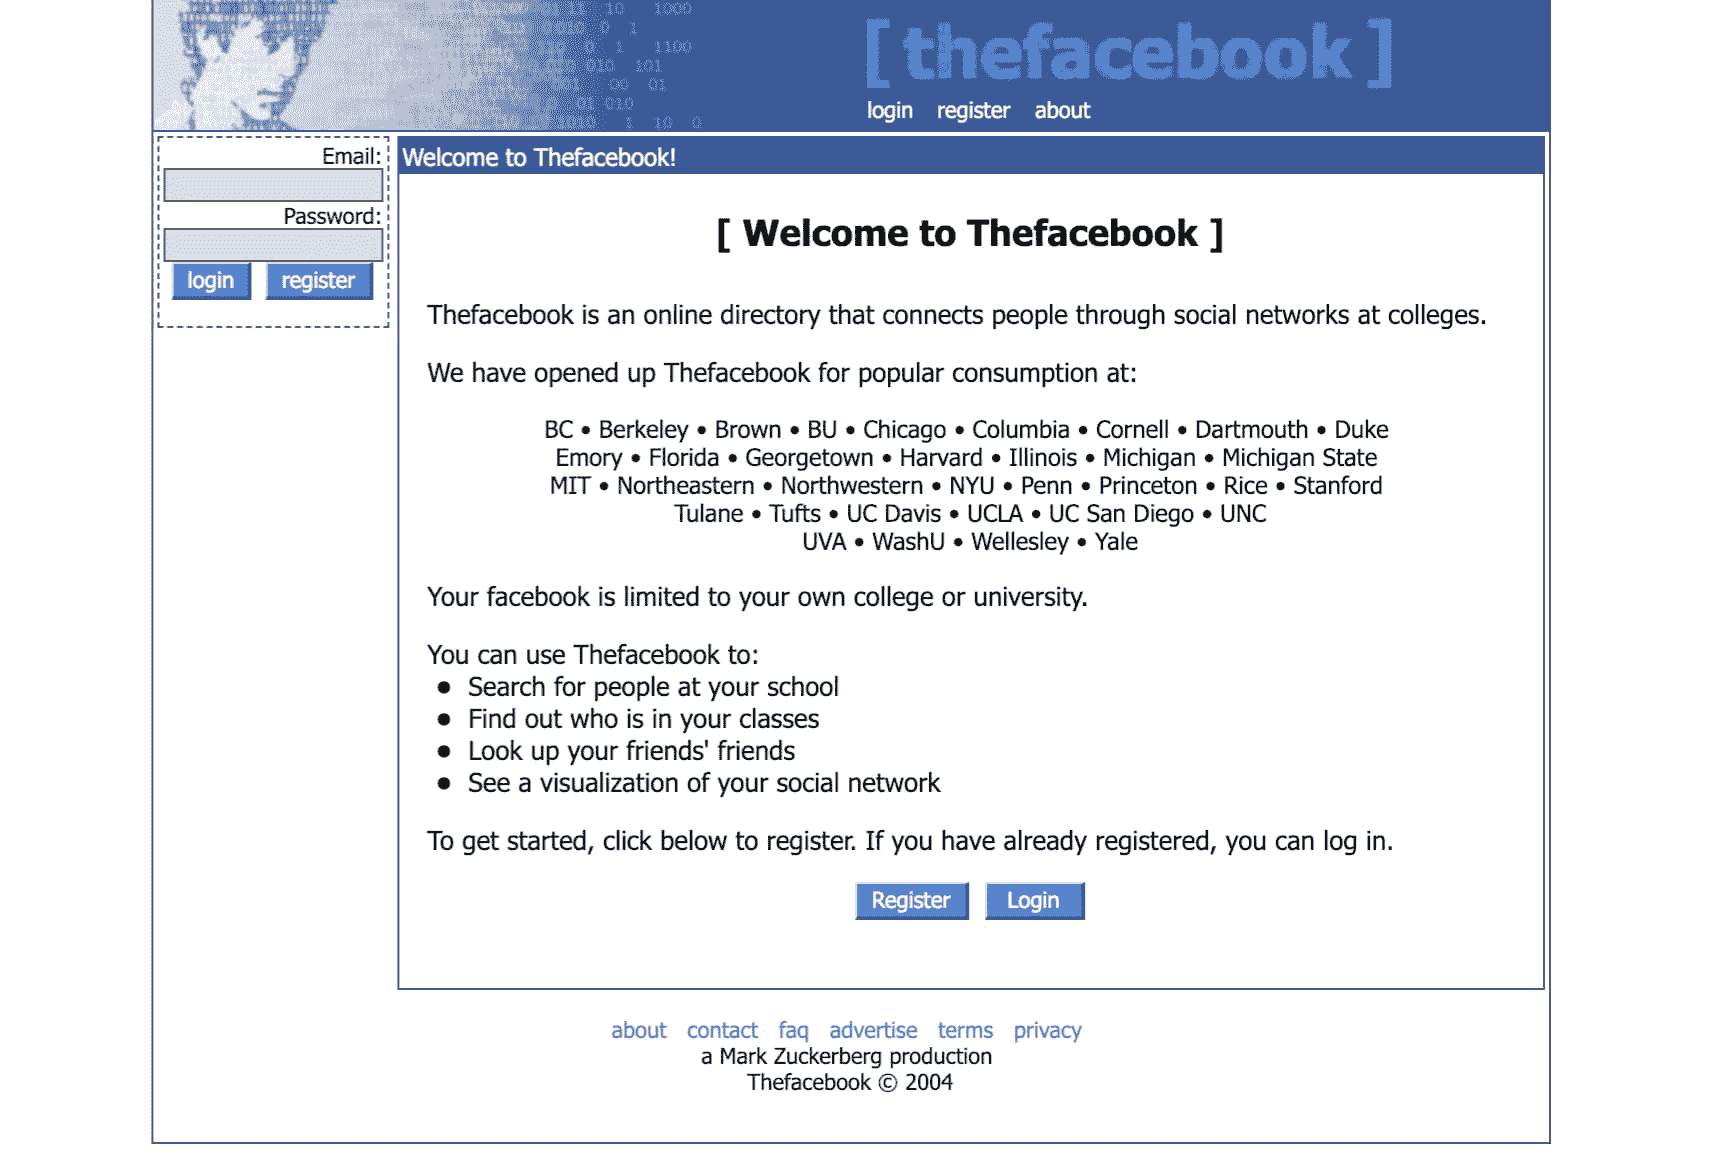 [ thefacebook ]
login register about
Email:
Password:
login register
Welcome to Thefacebook!
[ Welcome to Thefacebook ]
Thefacebook is an online directory that connects people through social networks at colleges.
We have opened up Thefacebook for popular consumption at:
BC • Berkeley • Brown • BU • Chicago • Columbia • Cornell • Dartmouth • Duke
Emory • Florida • Georgetown • Harvard • Illinois • Michigan • Michigan State
MIT • Northeastern • Northwestern • NYU • Penn • Princeton • Rice • Stanford
Tulane • Tufts • UC Davis • UCLA • UC San Diego • UNC
UVA • WashU • Wellesley • Yale
Your facebook is limited to your own college or university.
You can use Thefacebook to:
• Search for people at your school
• Find out who is in your classes
• Look up your friends' friends
• See a visualization of your social network
To get started, click below to register. If you have already registered, you can log in.
Register Login
about contact faq advertise terms privacy
a Mark Zuckerberg production
Thefacebook © 2004